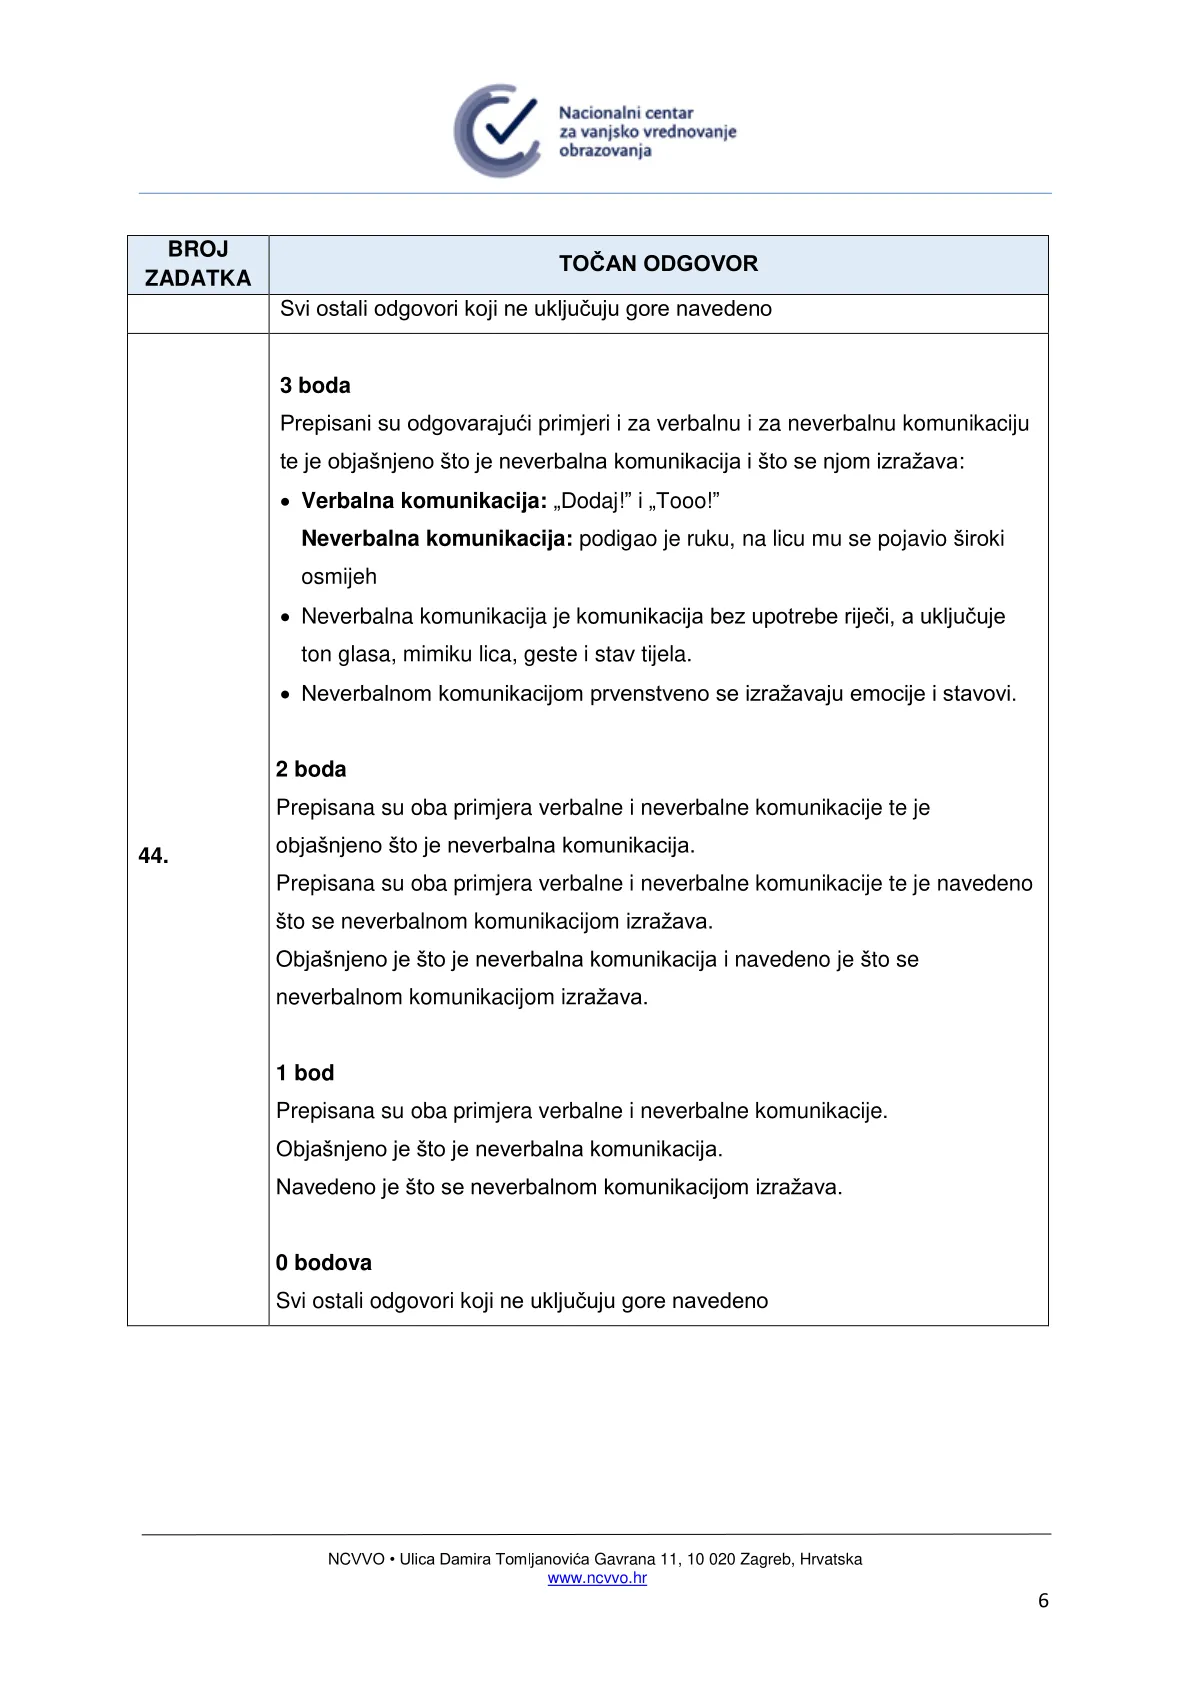 Nacionalni centar
za vanjsko vrednovanje
obrazovanja
BROJ
ZADATKA
TOČAN ODGOVOR
Svi ostali odgovori koji ne uključuju gore navedeno
44.
3 boda
Prepisani su odgovarajući primjeri i za verbalnu i za neverbalnu komunikaciju
te je objašnjeno što je neverbalna komunikacija i što se njom izražava:
• Verbalna komunikacija: „Dodaj!” i „Tooo!”
Neverbalna komunikacija: podigao je ruku, na licu mu se pojavio široki
osmijeh
• Neverbalna komunikacija je komunikacija bez upotrebe riječi, a uključuje
ton glasa, mimiku lica, geste i stav tijela.
• Neverbalnom komunikacijom prvenstveno se izražavaju emocije i stavovi.
2 boda
Prepisana su oba primjera verbalne i neverbalne komunikacije te je
objašnjeno što je neverbalna komunikacija.
Prepisana su oba primjera verbalne i neverbalne komunikacije te je navedeno
što se neverbalnom komunikacijom izražava.
Objašnjeno je što je neverbalna komunikacija i navedeno je što se
neverbalnom komunikacijom izražava.
1 bod
Prepisana su oba primjera verbalne i neverbalne komunikacije.
Objašnjeno je što je neverbalna komunikacija.
Navedeno je što se neverbalnom komunikacijom izražava.
0 bodova
Svi ostali odgovori koji ne uključuju gore navedeno
NCVVO • Ulica Damira Tomljanovića Gavrana 11, 10 020 Zagreb, Hrvatska
www.ncvvo.hr
6